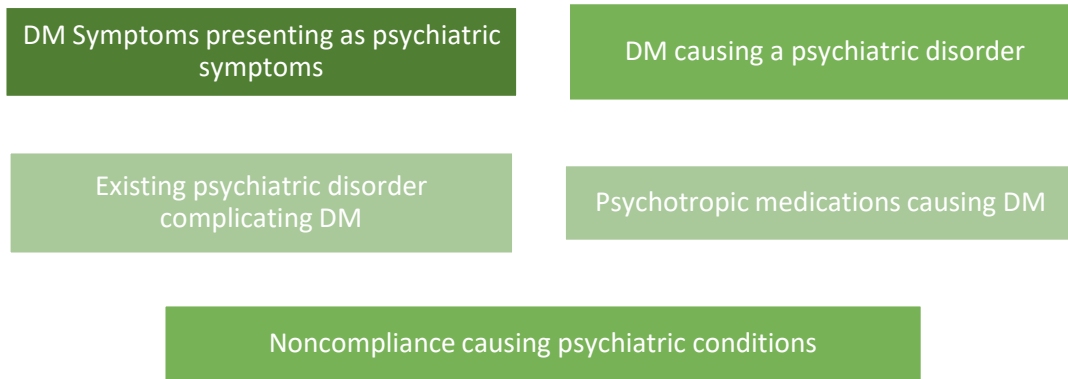 DM Symptoms presenting as psychiatric
symptoms
DM causing a psychiatric disorder
Existing psychiatric disorder
complicating DM
Psychotropic medications causing DM
Noncompliance causing psychiatric conditions